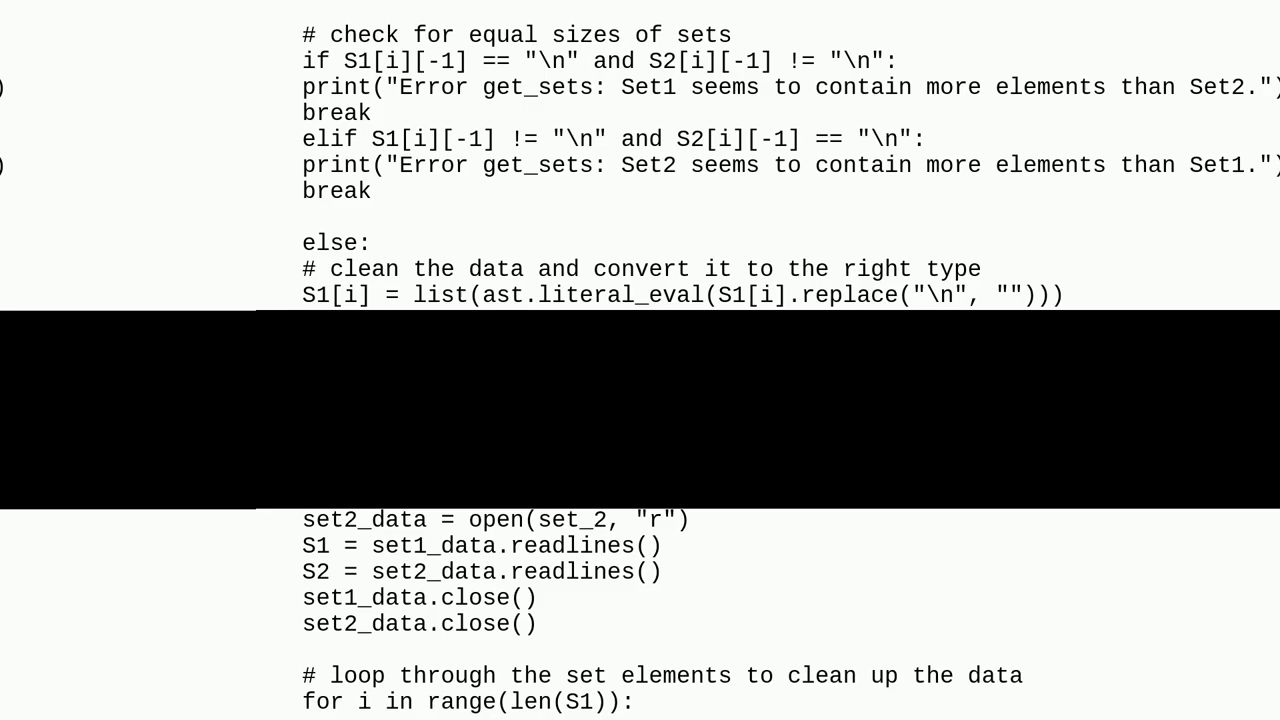 # check for equal sizes of sets
if S1[i][-1] == "\n" and S2[i][-1] != "\n":
) print("Error get_sets: Set1 seems to contain more elements than Set2.")
break
elif S1[i][-1] != "\n" and S2[i][-1] == "\n":
) print("Error get_sets: Set2 seems to contain more elements than Set1.")
break
else:
# clean the data and convert it to the right type
S1[i] = list(ast.literal_eval(S1[i].replace("\n", "")))
set2_data = open(set_2, "r")
S1 = set1_data.readlines()
S2 = set2_data.readlines()
set1_data.close()
set2_data.close()
# loop through the set elements to clean up the data
for i in range(len(S1)):